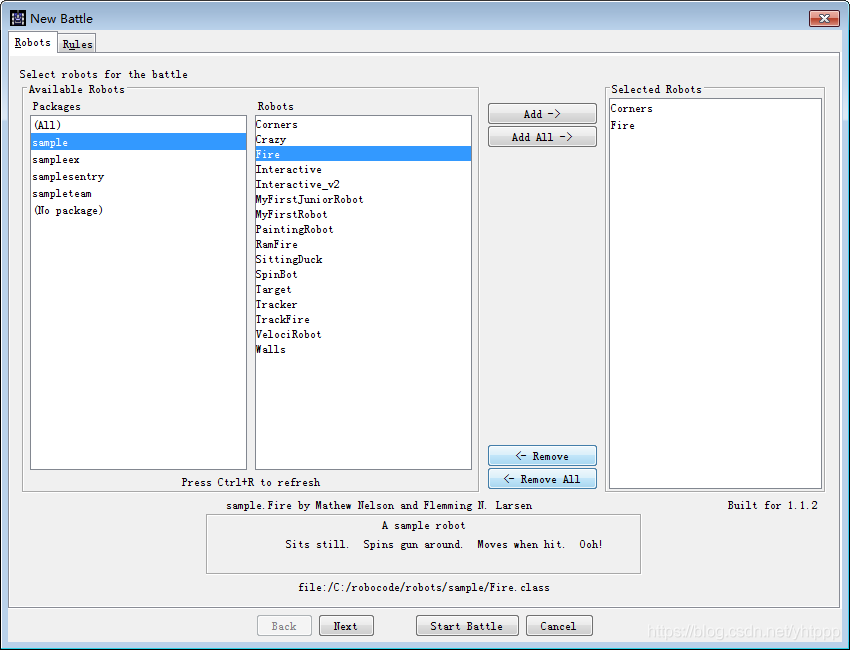 New Battle
Robots Rules
Select robots for the battle
Available Robots
Packages
(All)
sample
sampleex
samplesentry
sampleteam
(No package)
Robots
Corners
Crazy
Fire
Interactive
Interactive_v2
MyFirstJuniorRobot
MyFirstRobot
PaintingRobot
RamFire
SittingDuck
SpinBot
Target
Tracker
TrackFire
VelociRobot
Walls
Press Ctrl+R to refresh
Add ->
Add All ->
<- Remove
<- Remove All
Selected Robots
Corners
Fire
sample.Fire by Mathew Nelson and Flemming N. Larsen
Built for 1.1.2
A sample robot
Sits still. Spins gun around. Moves when hit. Ooh!
file:/C:/robocode/robots/sample/Fire.class
Back Next Start Battle Cancel
https://blog.csdn.net/yhtppp